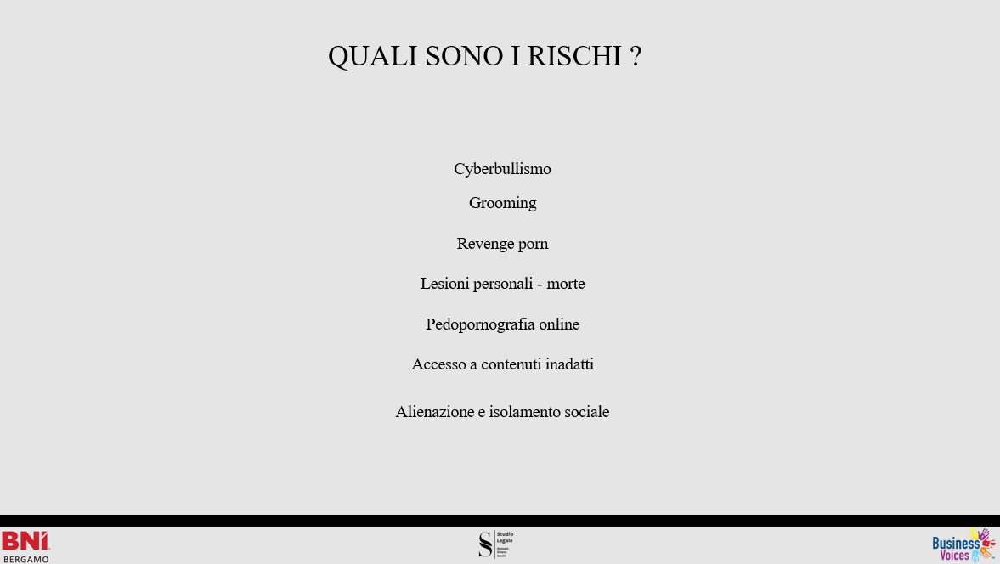 QUALI SONO I RISCHI ?
Cyberbullismo
Grooming
Revenge porn
Lesioni personali - morte
Pedopornografia online
Accesso a contenuti inadatti
Alienazione e isolamento sociale
BNI
BERGAMO
S
Studio
Legale
Business
Voices